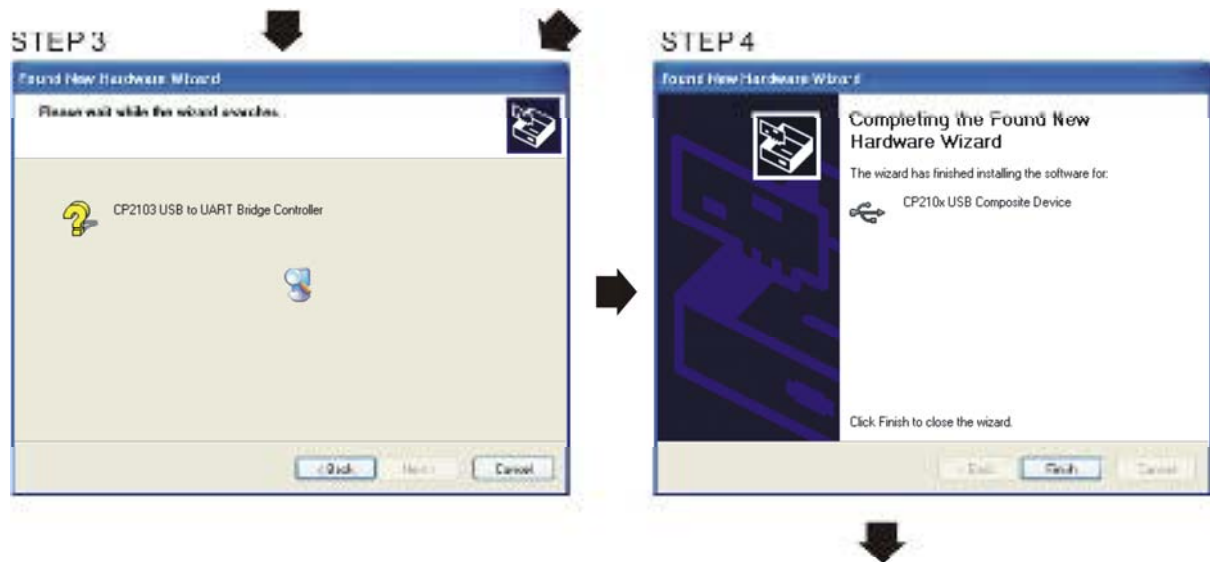 STEP 3
Found New Hardware Wizard
Please wait while the wizard searches...
CP2103 USB to UART Bridge Controller
< Back
Next >
Cancel
STEP 4
Found New Hardware Wizard
Completing the Found New
Hardware Wizard
The wizard has finished installing the software for:
CP210x USB Composite Device
Click Finish to close the wizard.
< Back
Finish
Cancel